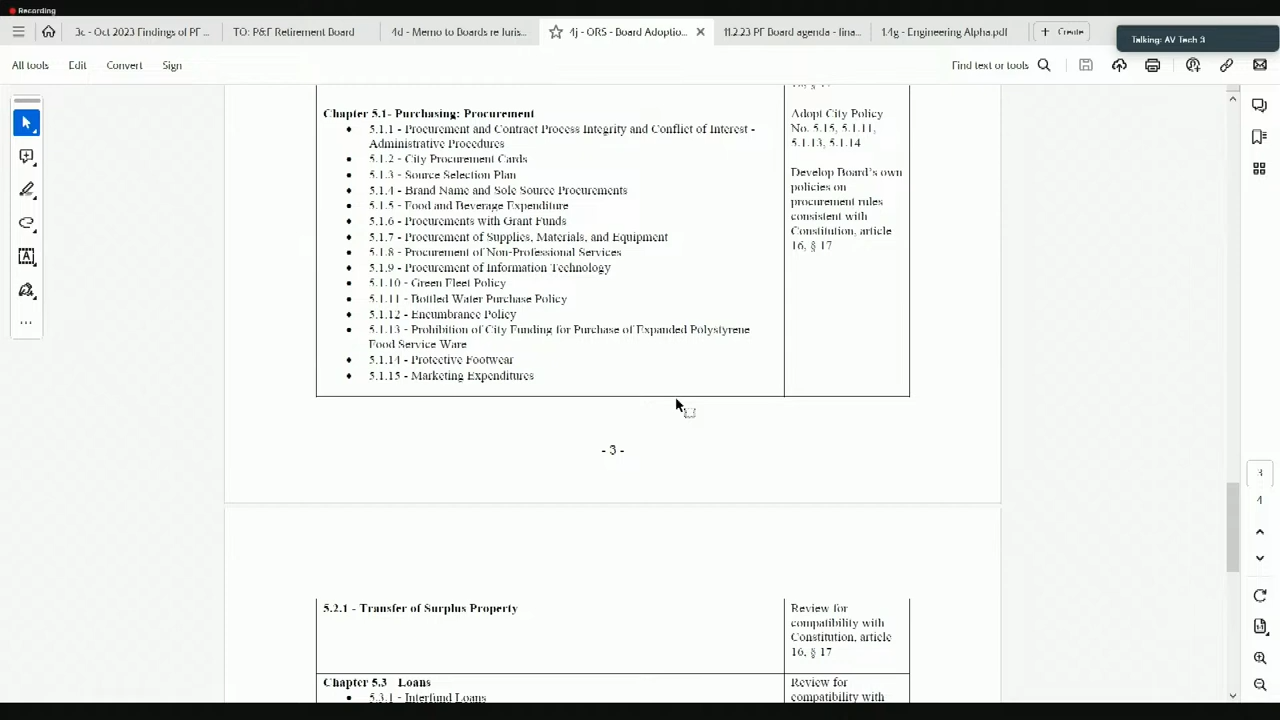 Recording
3c - Oct 2023 Findings of PF ...
TO: P&F Retirement Board
4d - Memo to Boards re Juris...
4j - ORS - Board Adoptio...
11.2.23 PF Board agenda - fina...
1.4g - Engineering Alpha.pdf
Create
Talking: AV Tech 3
All tools
Edit
Convert
Sign
Find text or tools
Chapter 5.1- Purchasing: Procurement
5.1.1 - Procurement and Contract Process Integrity and Conflict of Interest -
Administrative Procedures
5.1.2 - City Procurement Cards
5.1.3 - Source Selection Plan
5.1.4 - Brand Name and Sole Source Procurements
5.1.5 - Food and Beverage Expenditure
5.1.6 - Procurements with Grant Funds
5.1.7 - Procurement of Supplies, Materials, and Equipment
5.1.8 - Procurement of Non-Professional Services
5.1.9 - Procurement of Information Technology
5.1.10 - Green Fleet Policy
5.1.11 - Bottled Water Purchase Policy
5.1.12 - Encumbrance Policy
5.1.13 - Prohibition of City Funding for Purchase of Expanded Polystyrene
Food Service Ware
5.1.14 - Protective Footwear
5.1.15 - Marketing Expenditures
Adopt City Policy
No. 5.15, 5.1.11,
5.1.13, 5.1.14
Develop Board's own
policies on
procurement rules
consistent with
Constitution, article
16, § 17
- 3 -
5.2.1 - Transfer of Surplus Property
Review for
compatibility with
Constitution, article
16, § 17
Chapter 5.3 Loans
5.3.1 - Interfund Loans
Review for
compatibility with
3
4